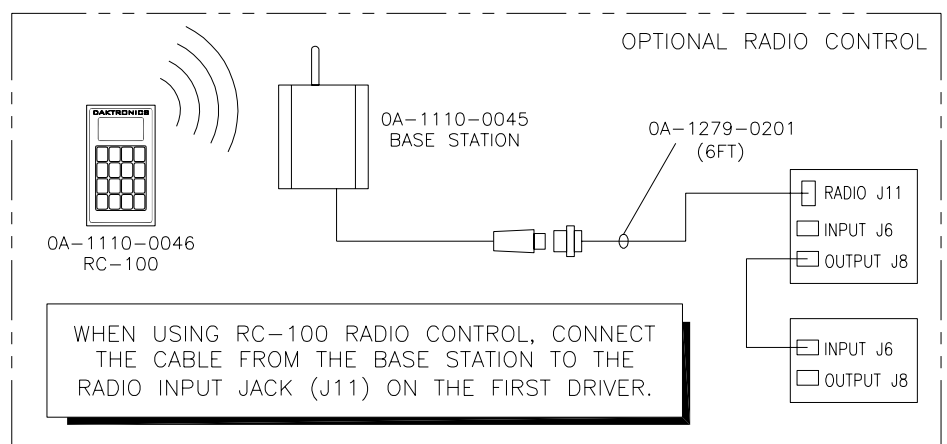 OPTIONAL RADIO CONTROL
DAKTRONICS
0A-1110-0046
RC-100
0A-1110-0045
BASE STATION
0A-1279-0201
(6FT)
RADIO J11
INPUT J6
OUTPUT J8
INPUT J6
OUTPUT J8
WHEN USING RC-100 RADIO CONTROL, CONNECT
THE CABLE FROM THE BASE STATION TO THE
RADIO INPUT JACK (J11) ON THE FIRST DRIVER.